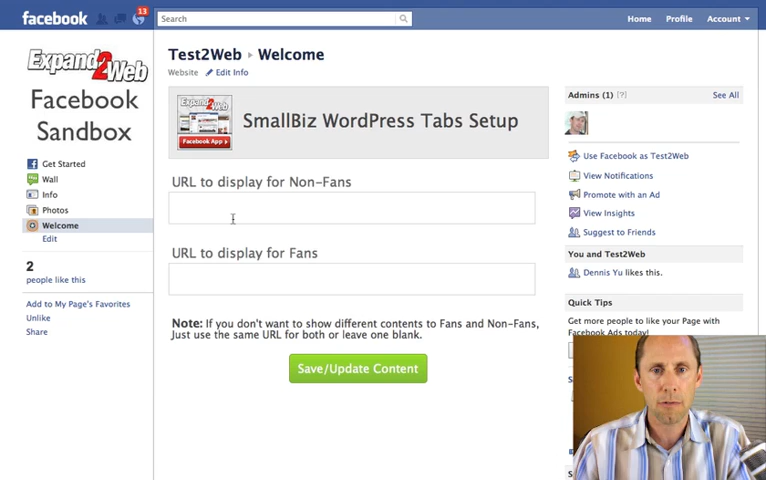 facebook
13
Search
Home
Profile
Account
Expand2Web
Facebook
Sandbox
Get Started
Wall
Info
Photos
Welcome
Edit
2
people like this
Add to My Page's Favorites
Unlike
Share
Test2Web
Welcome
Website
Edit Info
Expand2Web
Facebook App
SmallBiz WordPress Tabs Setup
URL to display for Non-Fans
URL to display for Fans
Note: If you don't want to show different contents to Fans and Non-Fans,
Just use the same URL for both or leave one blank.
Save/Update Content
Admins (1) [?]
See All
Use Facebook as Test2Web
View Notifications
Promote with an Ad
View Insights
Suggest to Friends
You and Test2Web
Dennis Yu likes this.
Quick Tips
Get more people to like your Page with
Facebook Ads today!